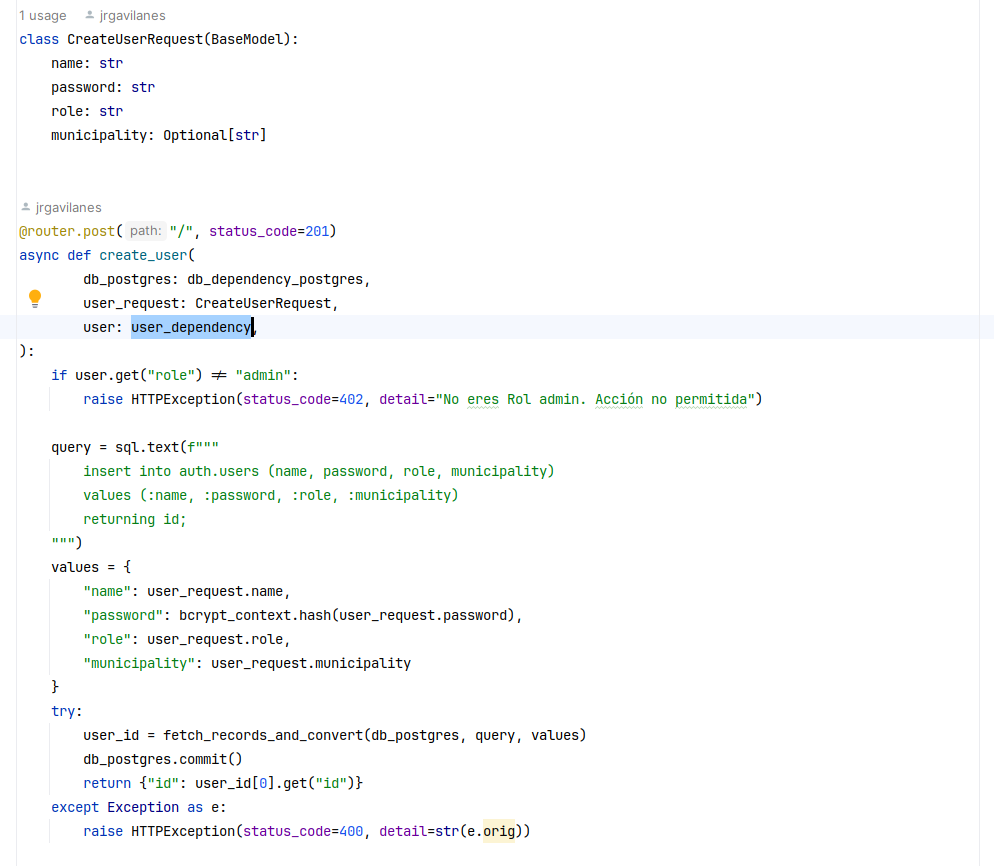 1 usage jrgavilanes
class CreateUserRequest(BaseModel):
    name: str
    password: str
    role: str
    municipality: Optional[str]
jrgavilanes
@router.post( path: "/", status_code=201)
async def create_user(
        db_postgres: db_dependency_postgres,
        user_request: CreateUserRequest,
        user: user_dependency,
):
    if user.get("role") ≠ "admin":
        raise HTTPException(status_code=402, detail="No eres Rol admin. Acción no permitida")
    query = sql.text(f"""
        insert into auth.users (name, password, role, municipality)
        values (:name, :password, :role, :municipality)
        returning id;
    """)
    values = {
        "name": user_request.name,
        "password": bcrypt_context.hash(user_request.password),
        "role": user_request.role,
        "municipality": user_request.municipality
    }
    try:
        user_id = fetch_records_and_convert(db_postgres, query, values)
        db_postgres.commit()
        return {"id": user_id[0].get("id")}
    except Exception as e:
        raise HTTPException(status_code=400, detail=str(e.orig))